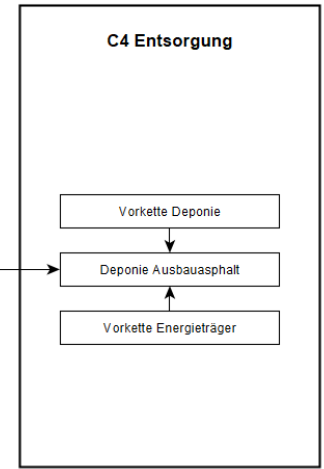 C4 Entsorgung
Vorkette Deponie
Deponie Ausbauasphalt
Vorkette Energieträger